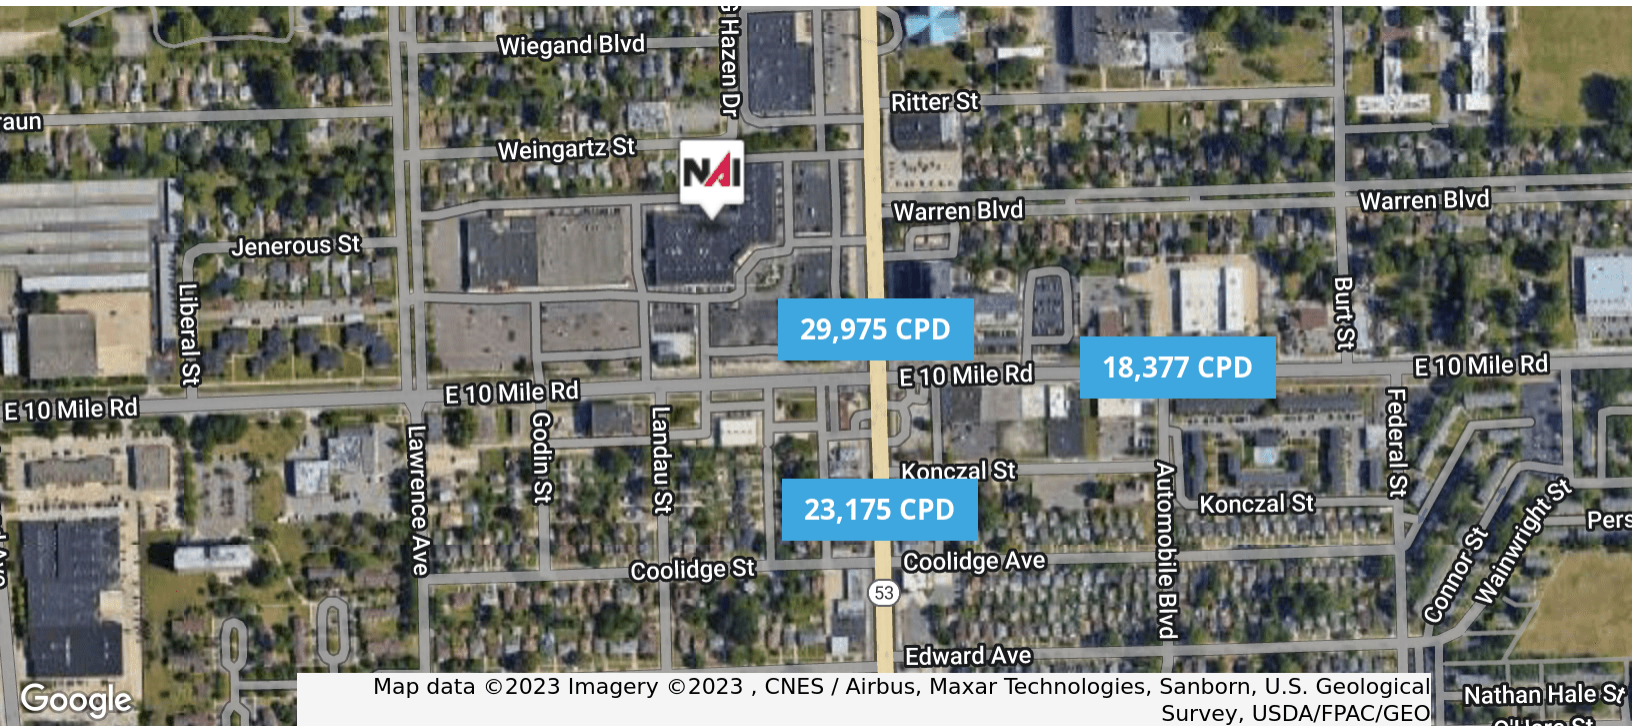 G Hazen Dr
Wiegand Blvd
Ritter St
raun
Weingartz St
NAI
Warren Blvd
Warren Blvd
Jenerous St
Liberal St
Burt St
29,975 CPD
18,377 CPD
E 10 Mile Rd
E 10 Mile Rd
E 10 Mile Rd
E 10 Mile Rd
Lawrence Ave
Godin St
Landau St
Federal St
Konczal St
Automobile Blvd
Konczal St
23,175 CPD
Connor St
Wainwright St
Pers
Coolidge St
Coolidge Ave
53
Edward Ave
Google
Map data ©2023 Imagery ©2023 , CNES / Airbus, Maxar Technologies, Sanborn, U.S. Geological
Survey, USDA/FPAC/GEO
Nathan Hale St
O'Hara St